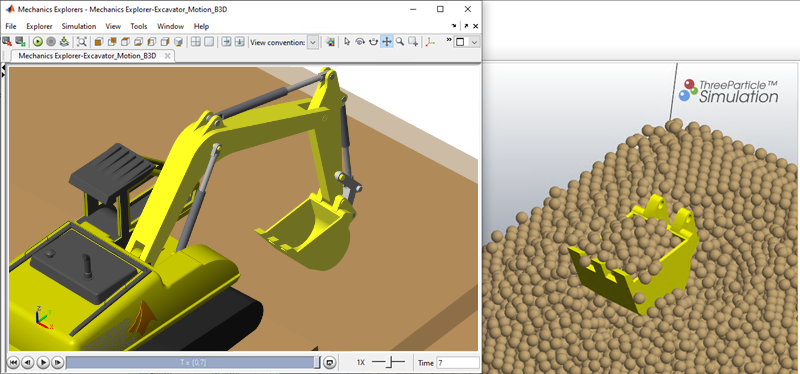 Mechanics Explorers - Mechanics Explorer-Excavator_Motion_B3D
File Explorer Simulation View Tools Window Help
View convention:
Mechanics Explorer-Excavator_Motion_B3D
ThreeParticle™
Simulation
Z
Y
X
T = [0,7]
1X
Time 7